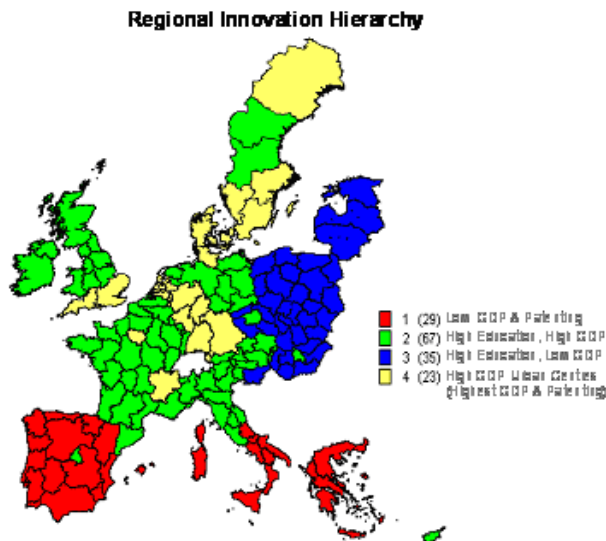 Regional Innovation Hierarchy
1 (29) Low GDP & Patenting
2 (67) High Education, High GDP
3 (35) High Education, Low GDP
4 (23) High GDP Urban Centres
(Highest GDP & Patenting)